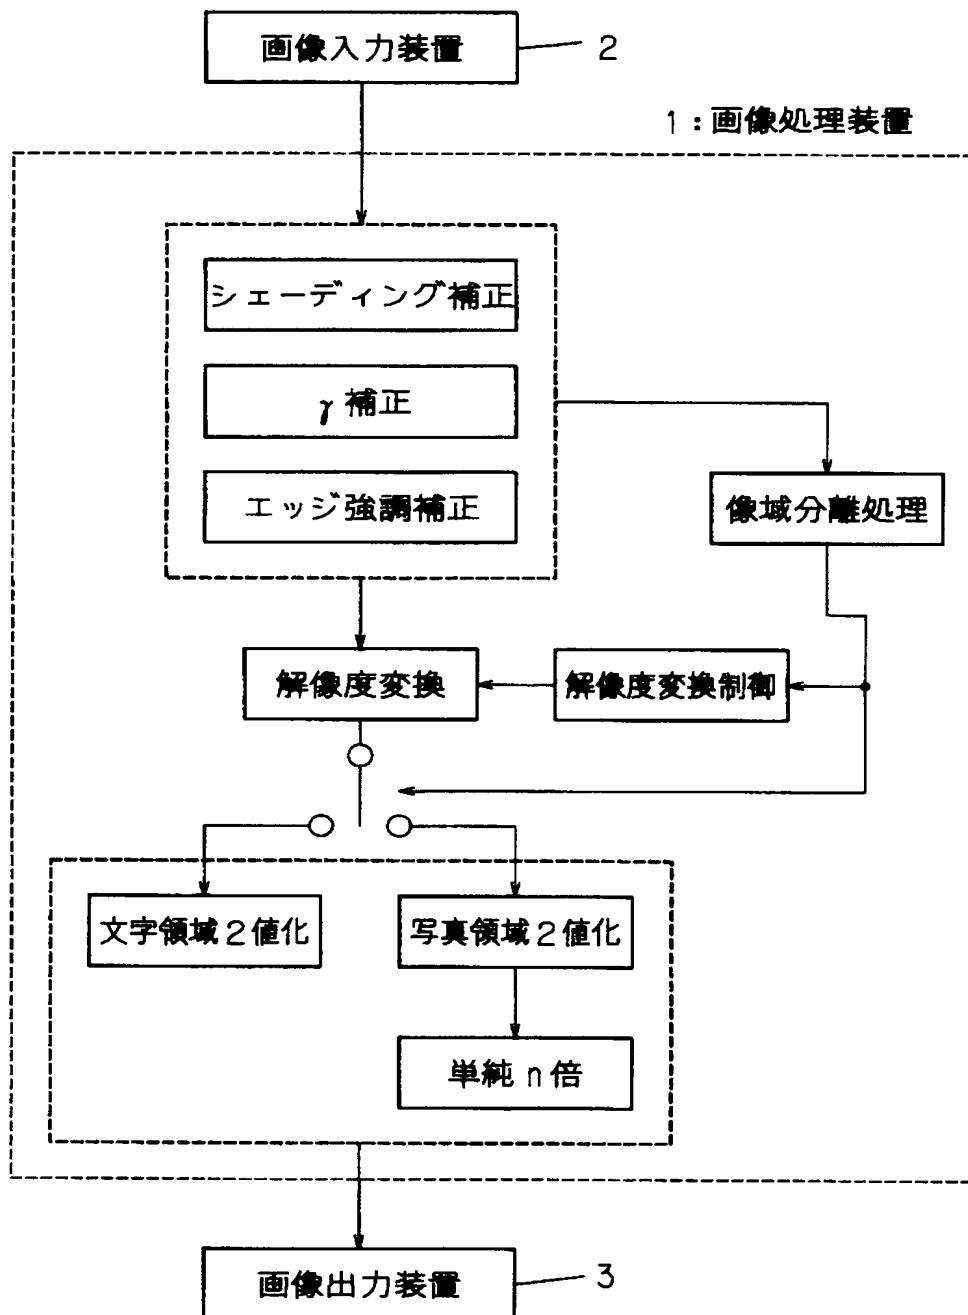 画像入力装置
2
1:画像処理装置
シェーディング補正
γ補正
エッジ強調補正
像域分離処理
解像度変換
解像度変換制御
文字領域2値化
写真領域2値化
単純n倍
画像出力装置
3